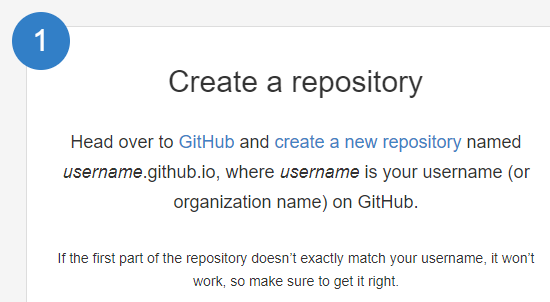 1
Create a repository
Head over to GitHub and create a new repository named
username.github.io, where username is your username (or
organization name) on GitHub.
If the first part of the repository doesn’t exactly match your username, it won’t
work, so make sure to get it right.